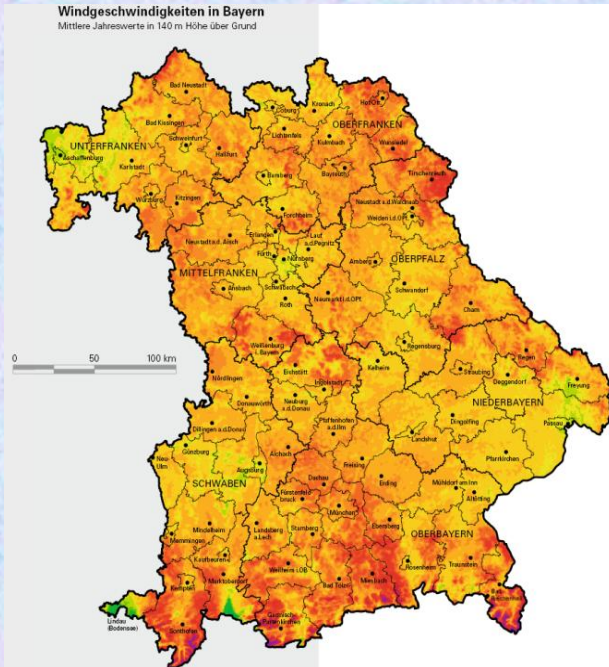 Windgeschwindigkeiten in Bayern
Mittlere Jahreswerte in 140 m Höhe über Grund
Bad Neustadt
Coburg
Kronach
Hof
OBERFRANKEN
Bad Kissingen
Lichtenfels
Kulmbach
Wunsiedel
UNTERFRANKEN
Schweinfurt
Aschaffenburg
Haßfurt
Karlstadt
Bamberg
Bayreuth
Tirschenreuth
Würzburg
Kitzingen
Forchheim
Neustadt a.d.Waldnaab
Weiden i.d.OPf.
Erlangen
Neustadt a.d. Aisch
Lauf
a.d.Pegnitz
Fürth
Nürnberg
Amberg
OBERPFALZ
MITTELFRANKEN
Ansbach
Schwabach
Schwandorf
Roth
Neumarkt i.d.OPf.
Cham
Weißenburg
i. Bayern
Regensburg
Regen
0 50 100 km
Eichstätt
Kelheim
Straubing
Deggendorf
Freyung
Nördlingen
Ingolstadt
Neuburg
a.d.Donau
NIEDERBAYERN
Donauwörth
Passau
Dillingen a.d.Donau
Pfaffenhofen
a.d.Ilm
Dingolfing
Landshut
Günzburg
Neu-
Ulm
Aichach
Freising
Pfarrkirchen
Augsburg
SCHWABEN
Dachau
Erding
Mühldorf am Inn
Altötting
Fürstenfeld-
bruck
München
Mindelheim
Landsberg
a.Lech
Starnberg
Ebersberg
OBERBAYERN
Memmingen
Kaufbeuren
Weilheim i.OB
Rosenheim
Traunstein
Marktoberdorf
Kempten
Bad Tölz
Miesbach
Bad
Reichenhall
Lindau
(Bodensee)
Sonthofen
Garmisch-
Partenkirchen